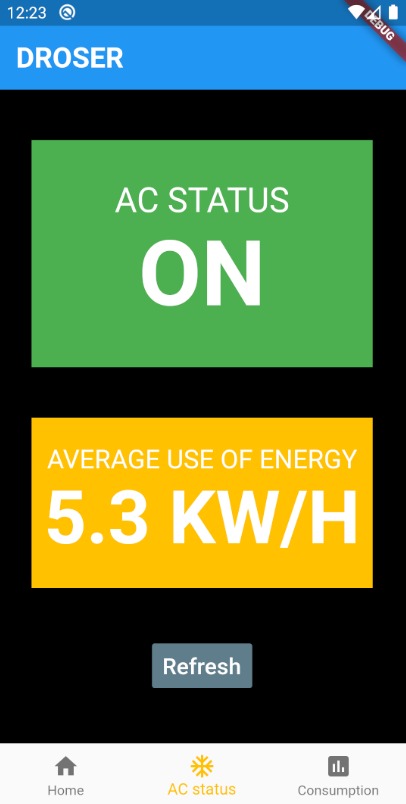 12:23
DEBUG
DROSER
AC STATUS
ON
AVERAGE USE OF ENERGY
5.3 KW/H
Refresh
Home
AC status
Consumption